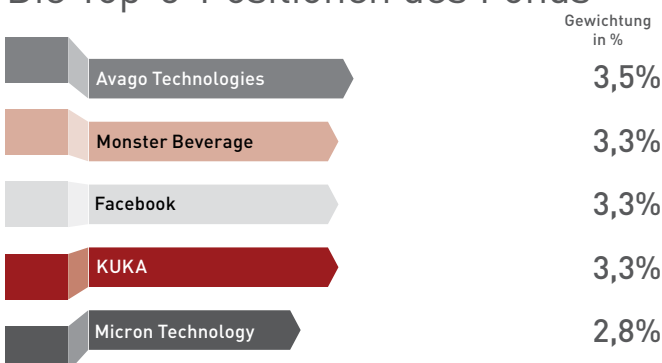 Gewichtung
in %
Avago Technologies
3,5%
Monster Beverage
3,3%
Facebook
3,3%
KUKA
3,3%
Micron Technology
2,8%